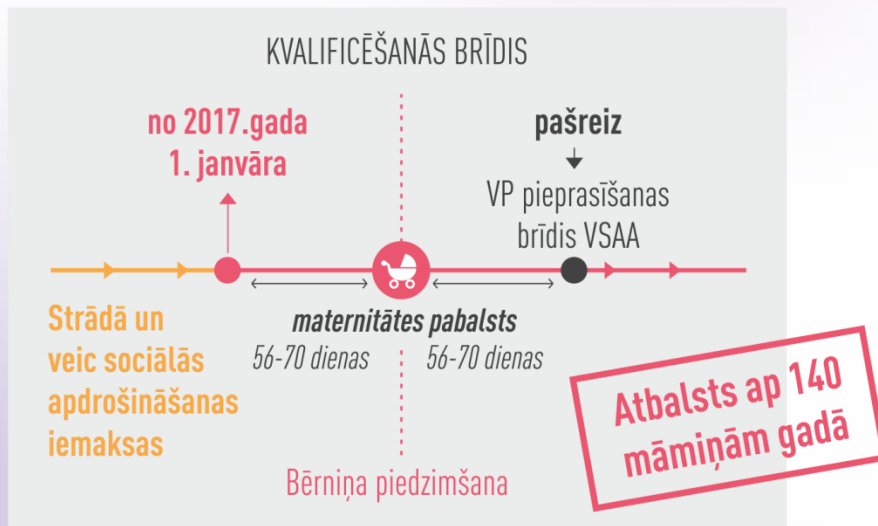 KVALIFICĒŠANĀS BRĪDIS
no 2017.gada
1. janvāra
pašreiz
VP pieprasīšanas
brīdis VSAA
Strādā un
veic sociālās
apdrošināšanas
iemaksas
maternitātes pabalsts
56-70 dienas
56-70 dienas
Bērniņa piedzimšana
Atbalsts ap 140
māmiņām gadā